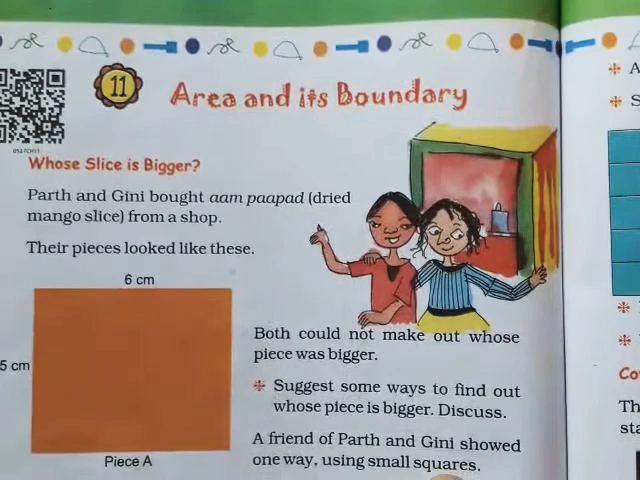 11
Area and its Boundary
Whose Slice is Bigger?
Parth and Gini bought aam paapad (dried
mango slice) from a shop.
Their pieces looked like these.
6 cm
5 cm
Piece A
Both could not make out whose
piece was bigger.
❉ Suggest some ways to find out
whose piece is bigger. Discuss.
A friend of Parth and Gini showed
one way, using small squares.